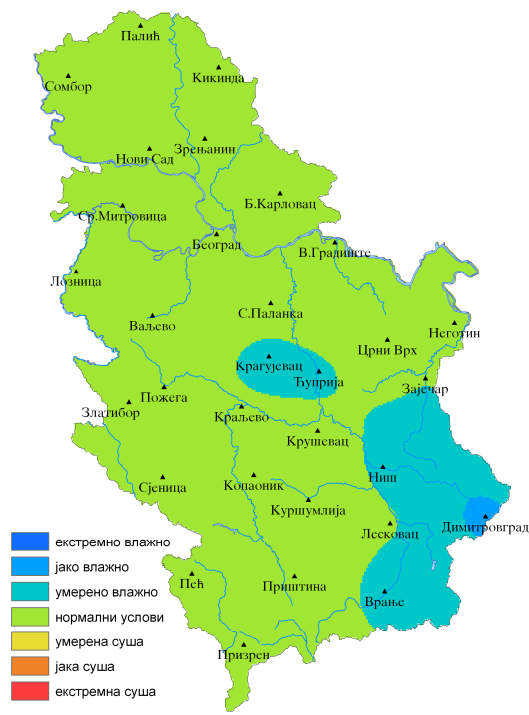 Палић
Кикинда
Сомбор
Зрењанин
Нови Сад
Б.Карловац
Ср.Митровица
Београд
В.Градиште
Лозница
С.Паланка
Ваљево
Неготин
Црни Врх
Крагујевац
Ћуприја
Зајечар
Пожега
Златибор
Краљево
Крушевац
Ниш
Сјеница
Копаоник
Куршумлија
Лесковац
Димитровград
Пећ
Приштина
Врање
Призрен
екстремно влажно
јако влажно
умерено влажно
нормални услови
умерена суша
јака суша
екстремна суша